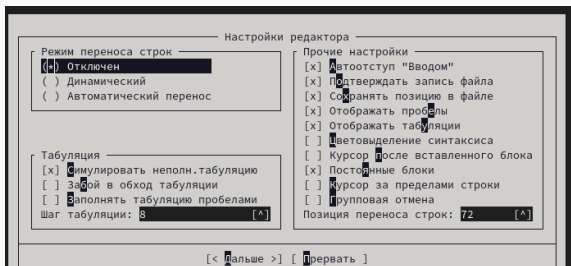 Настройки редактора
Режим переноса строк
(*) Отключен
( ) Динамический
( ) Автоматический перенос
Табуляция
[x] Симулировать неполн.табуляцию
[ ] Забой в обход табуляции
[ ] Заполнять табуляцию пробелами
Шаг табуляции: 8 [^]
Прочие настройки
[x] Автоотступ "Вводом"
[x] Подтверждать запись файла
[x] Сохранять позицию в файле
[x] Отображать пробелы
[x] Отображать табуляции
[ ] Цветовыделение синтаксиса
[ ] Курсор после вставленного блока
[x] Постоянные блоки
[ ] Курсор за пределами строки
[ ] Групповая отмена
Позиция переноса строк: 72 [^]
[< Дальше >] [ Прервать ]